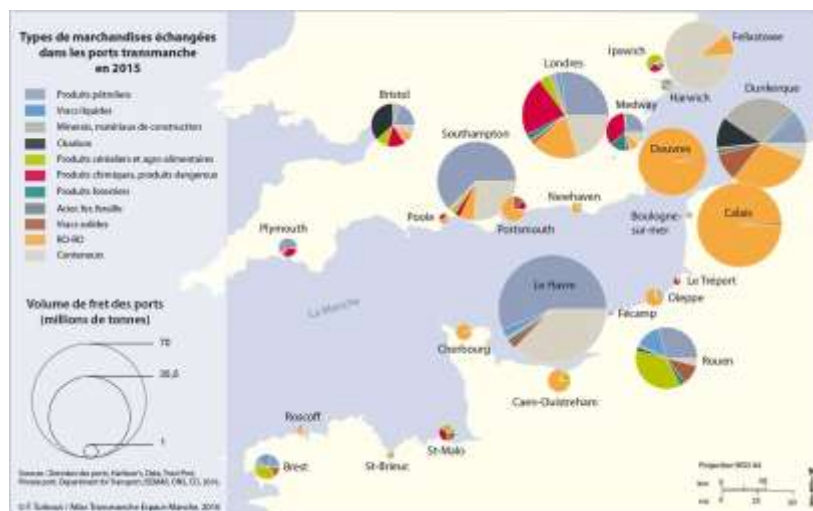 Types de marchandises échangées
dans les ports transmanche
en 2015
Produits pétroliers
Vracs liquides
Minerais, matériaux de construction
Charbon
Produits céréaliers et agro alimentaires
Produits chimiques, produits dangereux
Produits forestiers
Acier, fer, ferraille
Vracs solides
RO-RO
Conteneurs
Volume de fret des ports
(millions de tonnes)
70
1
Bristol
Londres
Ipswich
Felixstowe
Harwich
Medway
Dunkerque
Southampton
Douvres
Newhaven
Poole
Portsmouth
Boulogne-
sur-mer
Calais
Plymouth
La Manche
Le Havre
Le Tréport
Dieppe
Fécamp
Cherbourg
Rouen
Caen-Ouistreham
Roscoff
Brest
St-Brieuc
St-Malo